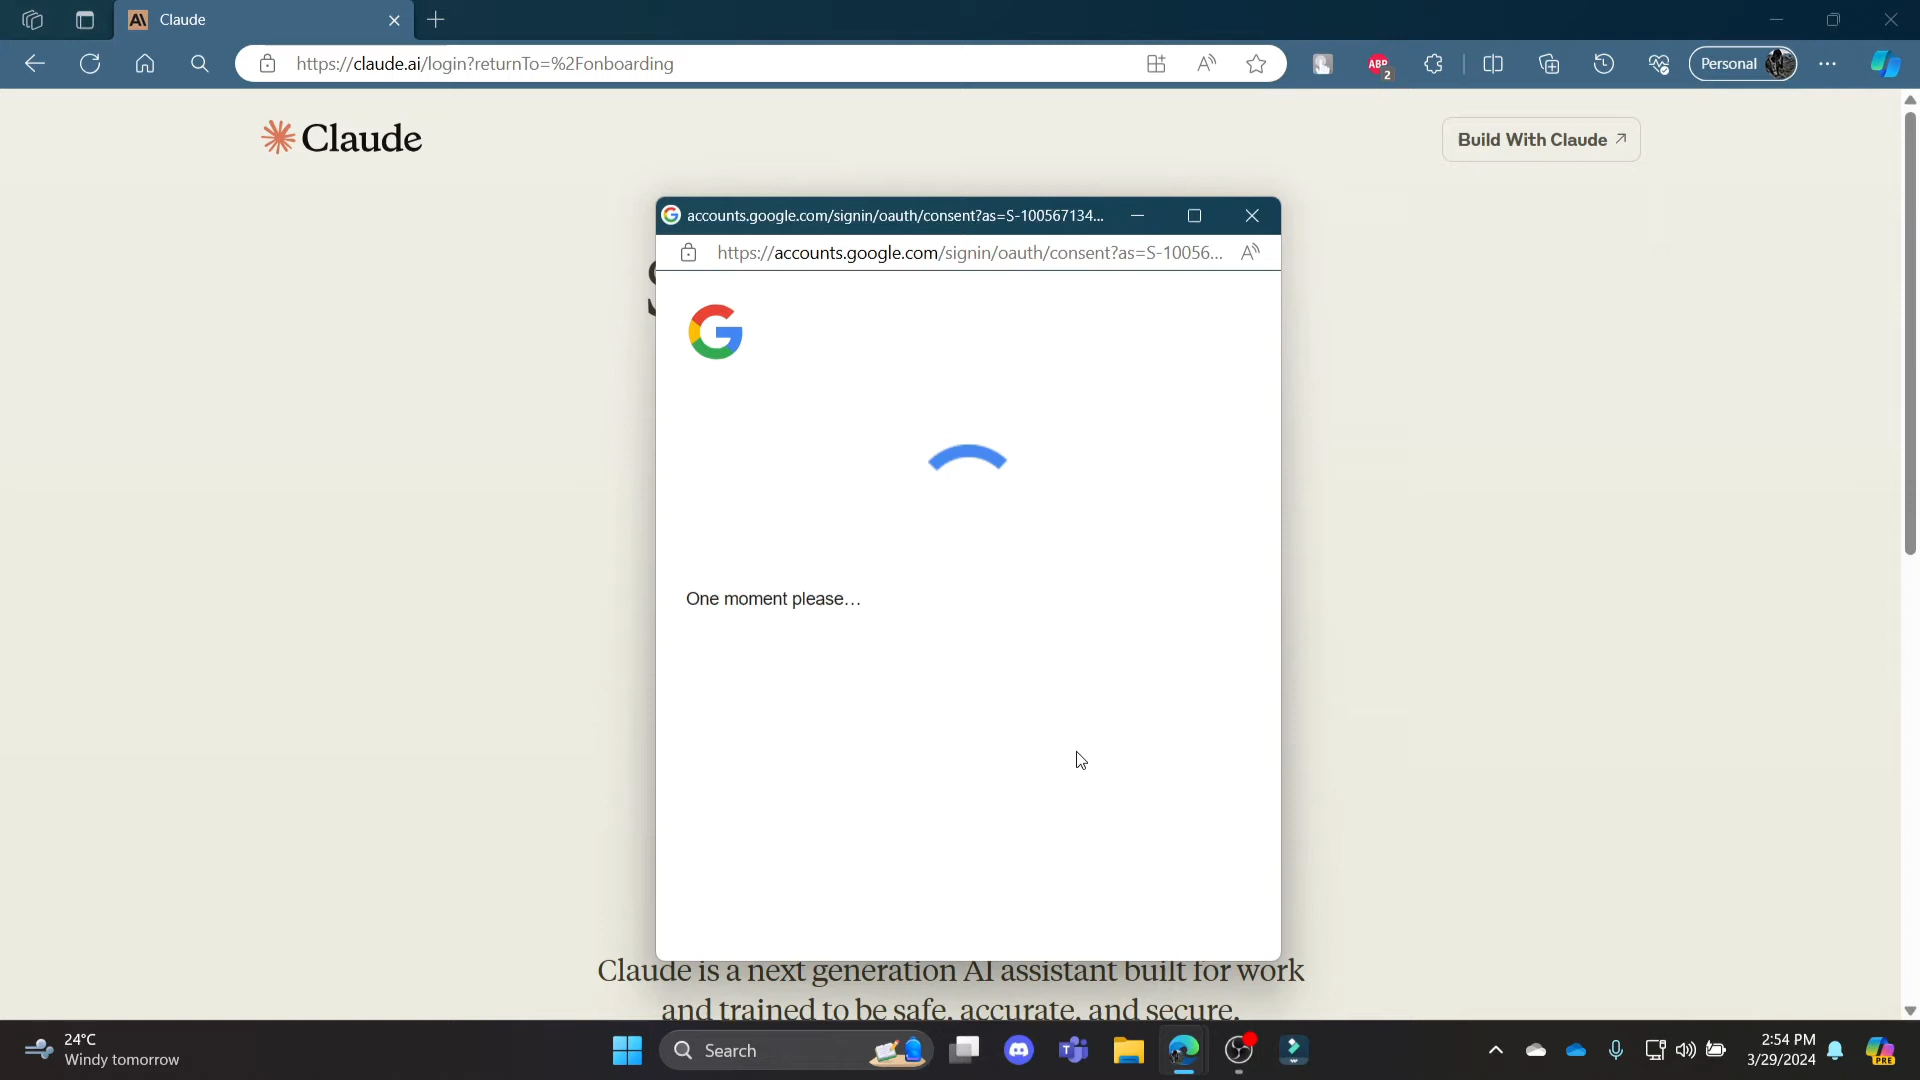 Claude
https://claude.ai/login?returnTo=%2Fonboarding
ABP
2
Personal
Claude
Build With Claude
accounts.google.com/signin/oauth/consent?as=S-100567134...
https://accounts.google.com/signin/oauth/consent?as=S-10056...
One moment please...
Claude is a next generation AI assistant built for work
and trained to be safe, accurate, and secure.
24°C
Windy tomorrow
Search
2:54 PM
3/29/2024
PRE